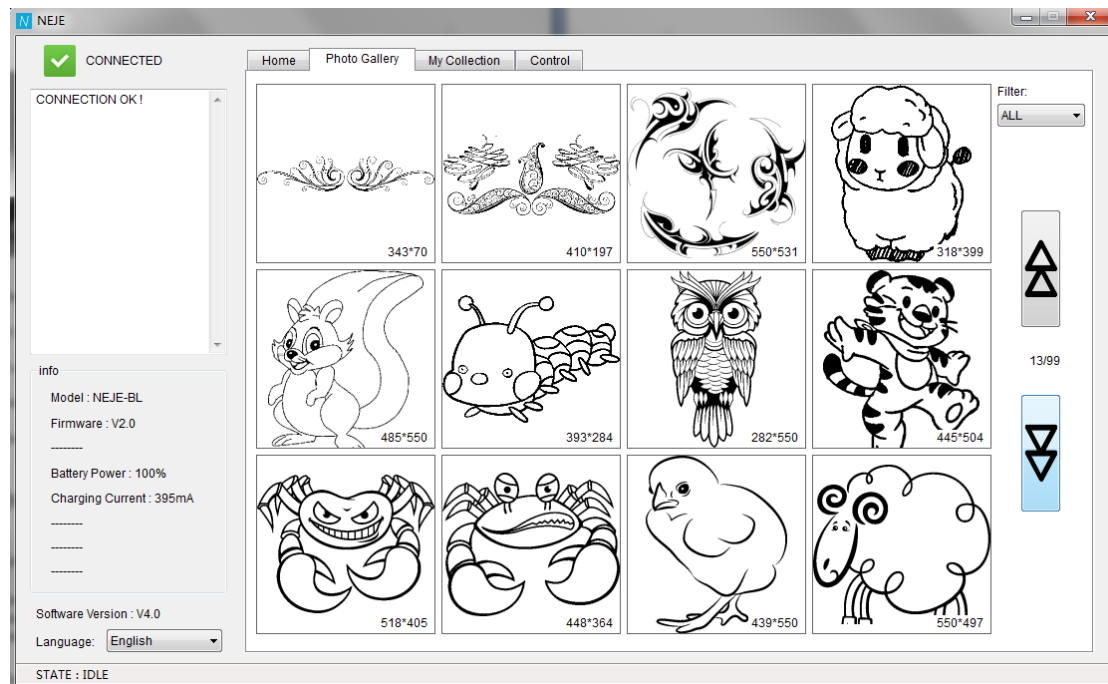 NEJE
CONNECTED
CONNECTION OK !
info
Model : NEJE-BL
Firmware : V2.0
--------
Battery Power : 100%
Charging Current : 395mA
--------
--------
--------
Software Version : V4.0
Language: English
STATE : IDLE
Home Photo Gallery My Collection Control
343*70 410*197 550*531 318*399
485*550 393*284 282*550 445*504
518*405 448*364 439*550 550*497
Filter:
ALL
13/99